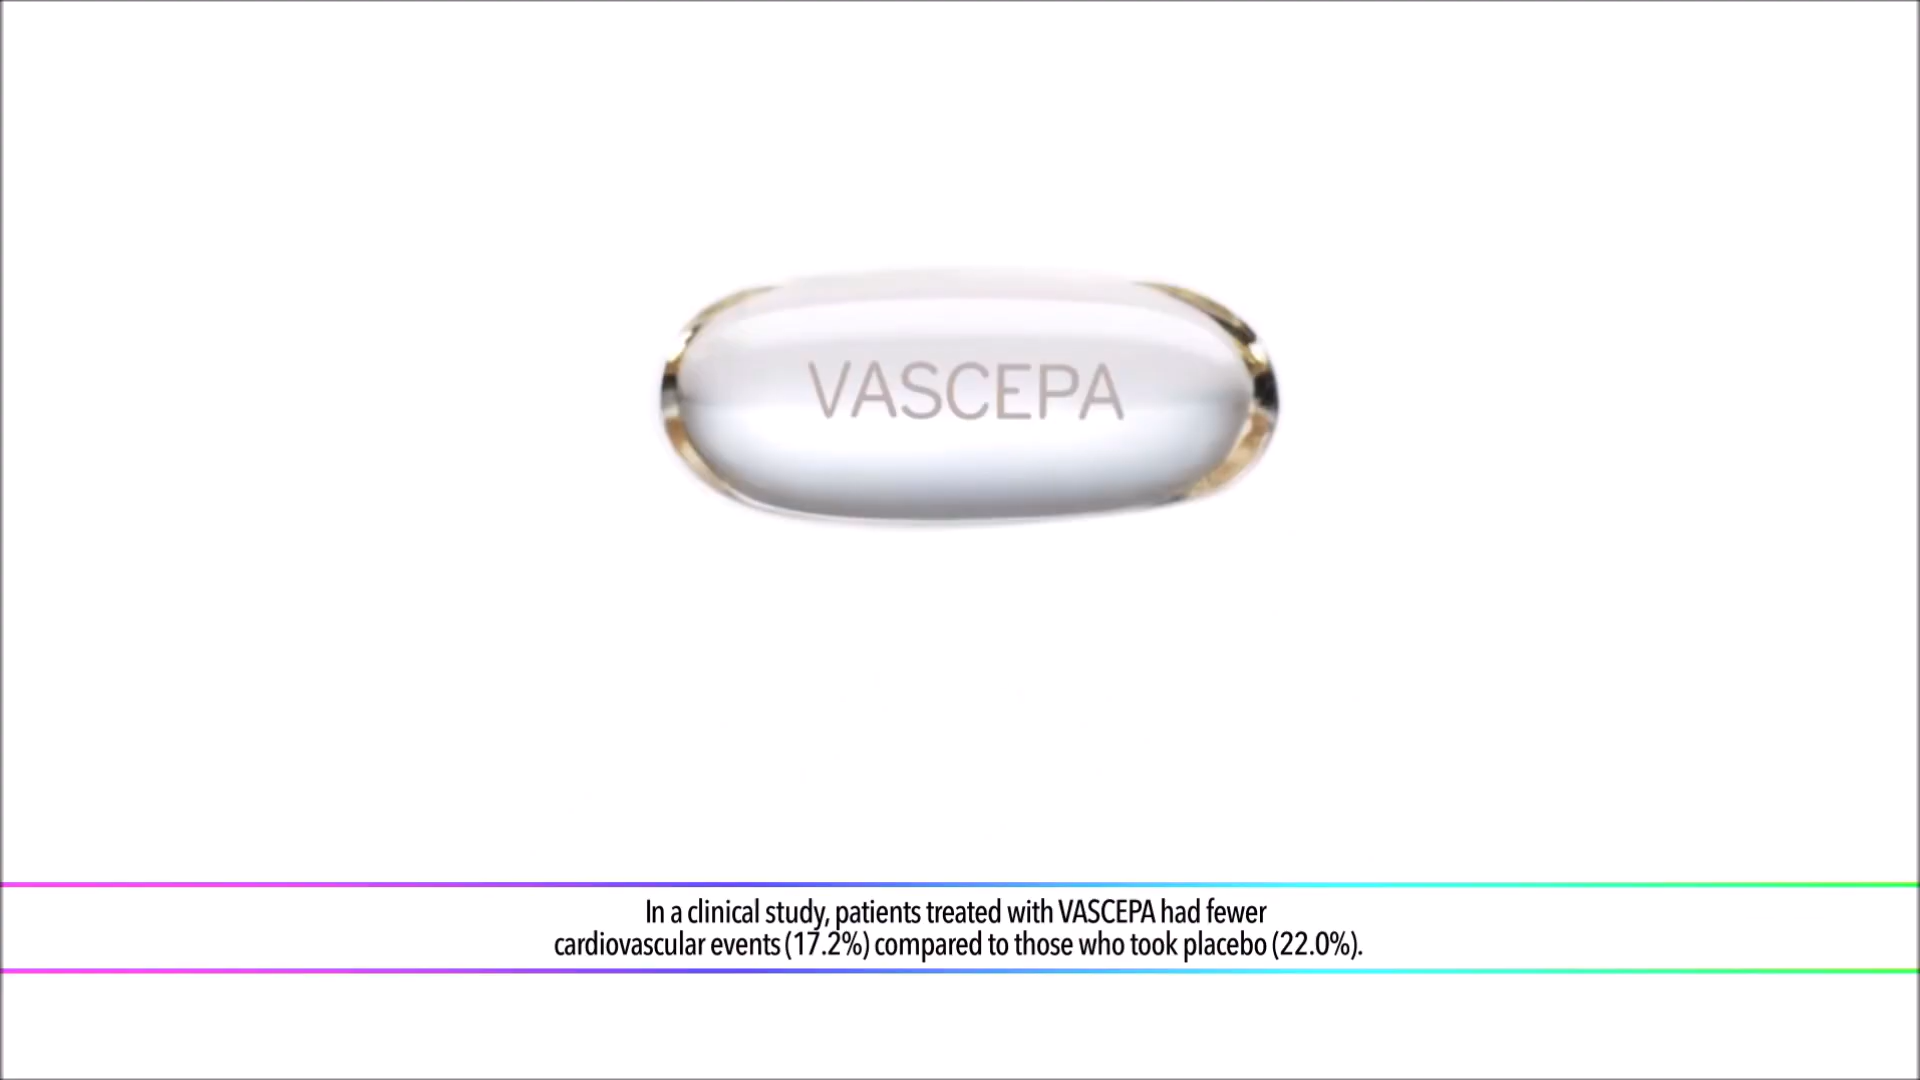 VASCEPA
In a clinical study, patients treated with VASCEPA had fewer
cardiovascular events (17.2%) compared to those who took placebo (22.0%).